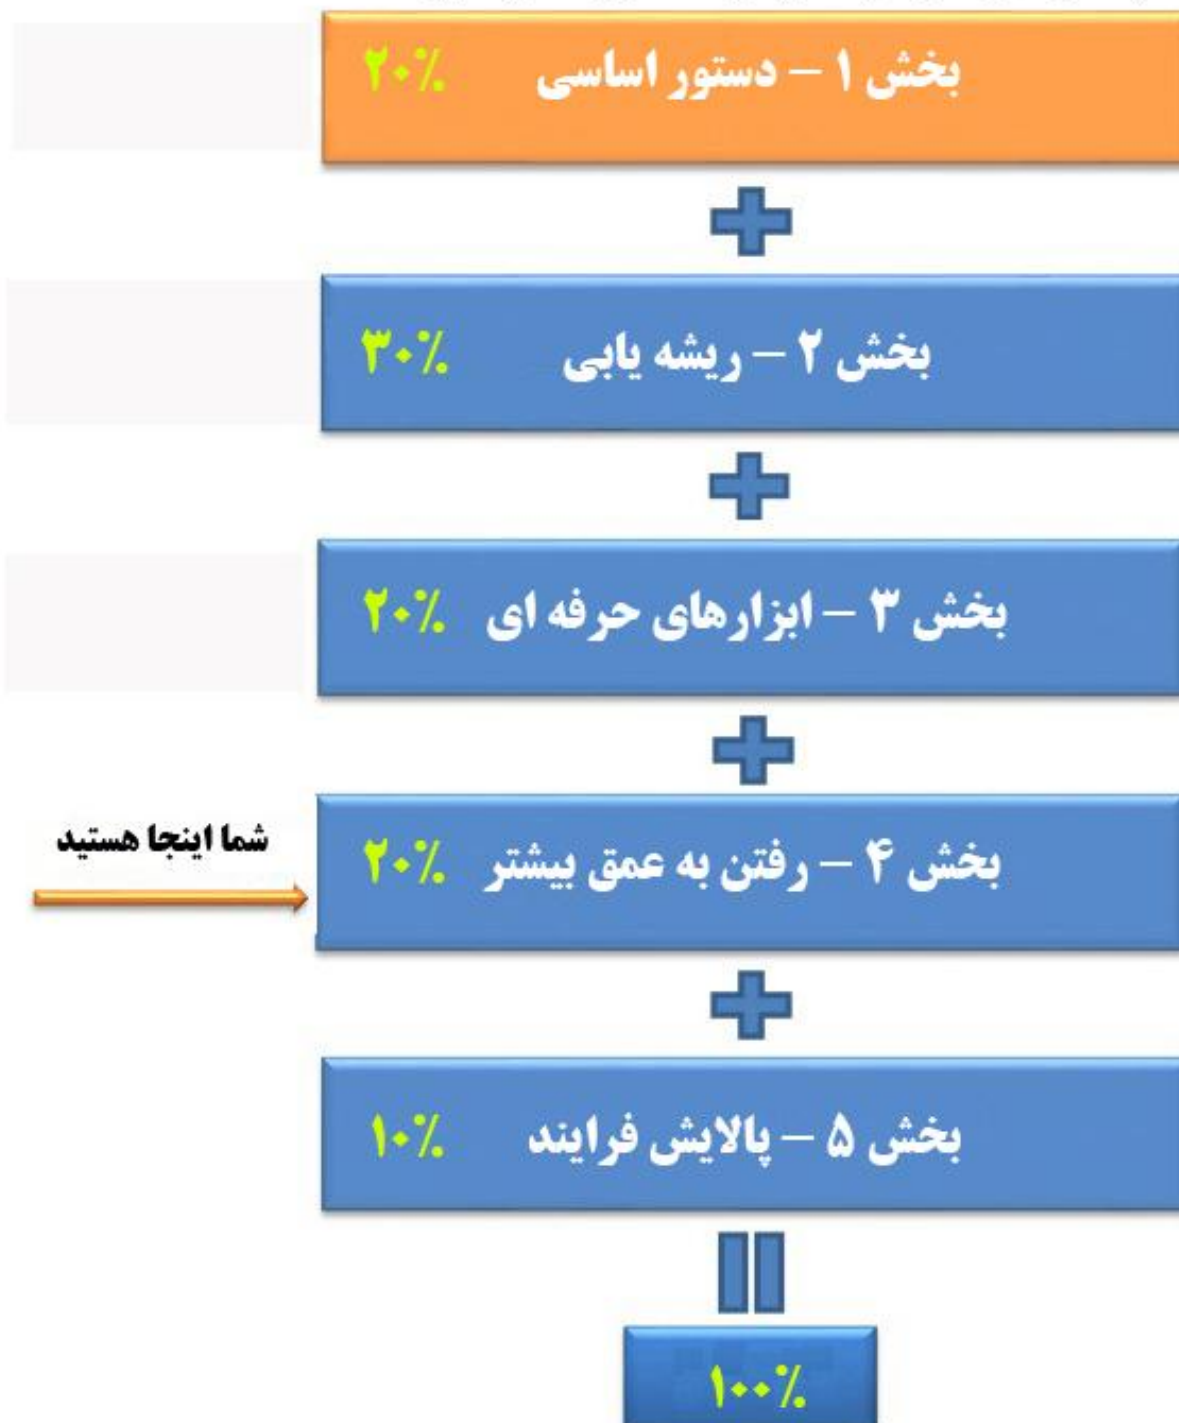 بخش ۱ – دستور اساسی ۲۰%
بخش ۲ – ریشه یابی ۳۰%
بخش ۳ – ابزارهای حرفه ای ۲۰%
شما اینجا هستید
بخش ۴ – رفتن به عمق بیشتر ۲۰%
بخش ۵ – پالایش فرایند ۱۰%
۱۰۰%